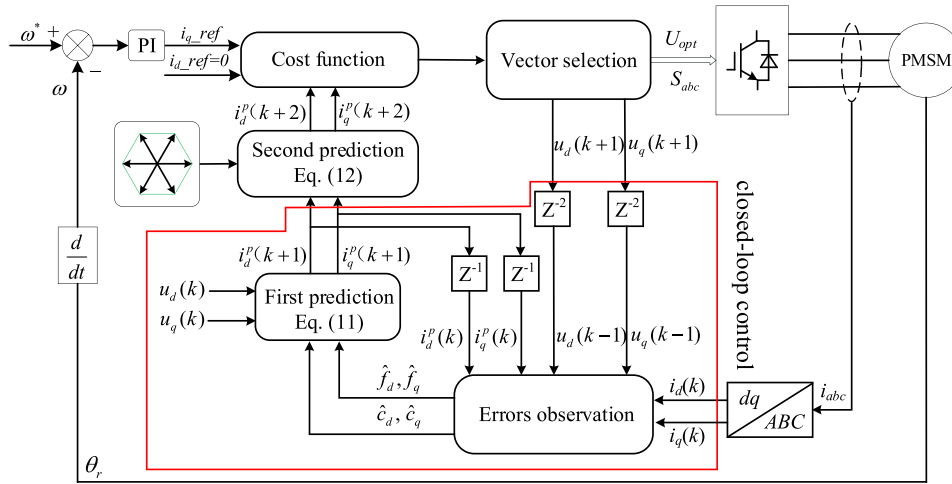 ω* +
−
ω
PI
i_q_ref
i_d_ref=0
Cost function
Vector selection
U_opt
S_abc
PMSM
i_d^p(k+2)
i_q^p(k+2)
Second prediction
Eq. (12)
u_d(k+1)
u_q(k+1)
Z^-2
Z^-2
closed-loop control
d
dt
i_d^p(k+1)
i_q^p(k+1)
Z^-1
Z^-1
u_d(k)
u_q(k)
First prediction
Eq. (11)
i_d^p(k)
i_q^p(k)
u_d(k−1)
u_q(k−1)
f̂_d, f̂_q
ĉ_d, ĉ_q
Errors observation
i_d(k)
i_q(k)
dq
ABC
i_abc
θ_r